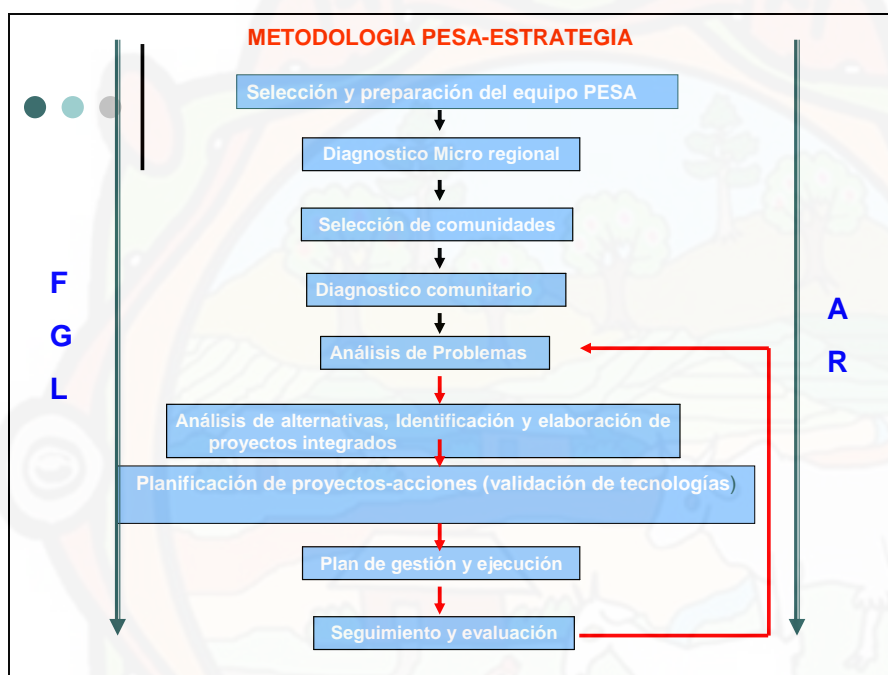 METODOLOGIA PESA-ESTRATEGIA
Selección y preparación del equipo PESA
Diagnostico Micro regional
Selección de comunidades
Diagnostico comunitario
Análisis de Problemas
Análisis de alternativas, Identificación y elaboración de
proyectos integrados
Planificación de proyectos-acciones (validación de tecnologías)
Plan de gestión y ejecución
Seguimiento y evaluación
F
G
L
A
R